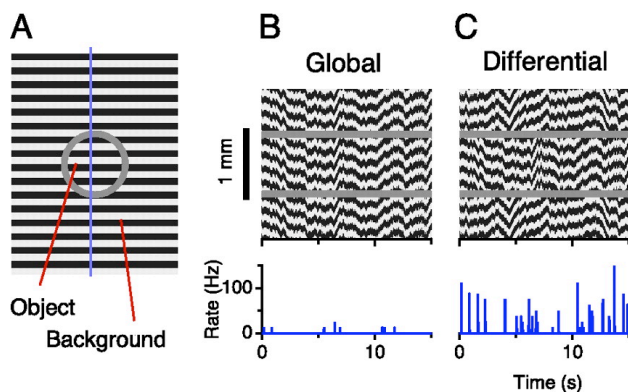 A
B
C
Global
Differential
1 mm
Object
Background
Rate (Hz)
100
0
0
10
0
10
Time (s)